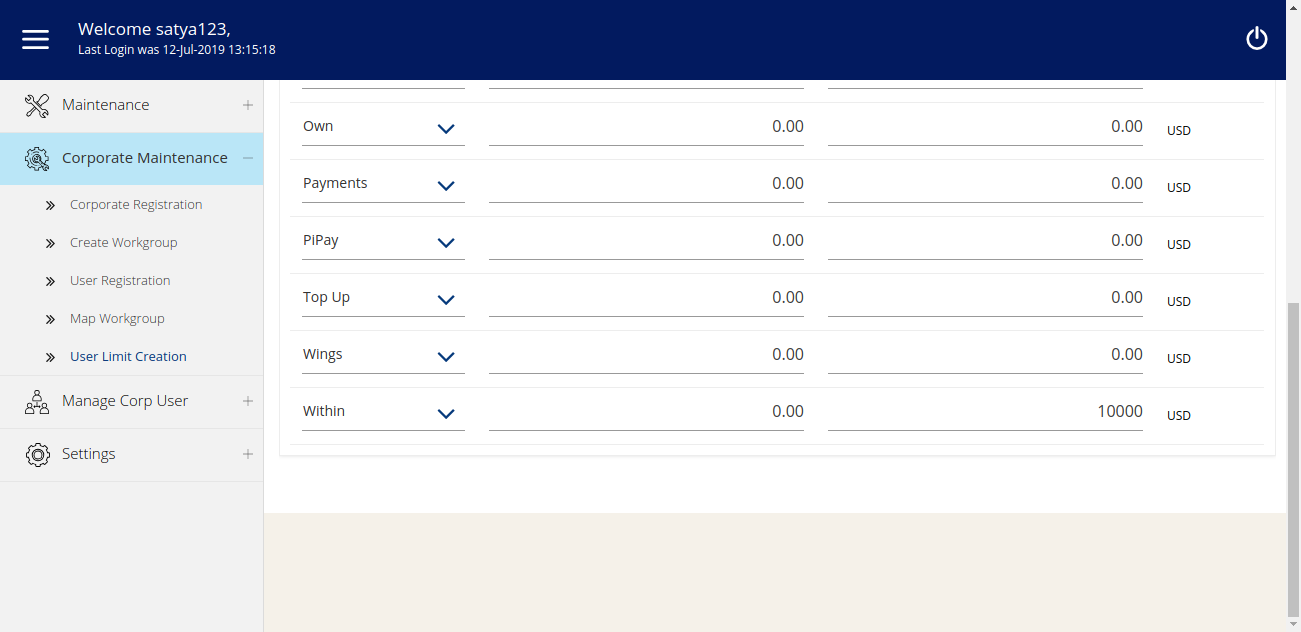 Welcome satya123,
Last Login was 12-Jul-2019 13:15:18
Maintenance +
Corporate Maintenance −
» Corporate Registration
» Create Workgroup
» User Registration
» Map Workgroup
» User Limit Creation
Manage Corp User +
Settings +
Own 0.00 0.00 USD
Payments 0.00 0.00 USD
PiPay 0.00 0.00 USD
Top Up 0.00 0.00 USD
Wings 0.00 0.00 USD
Within 0.00 10000 USD